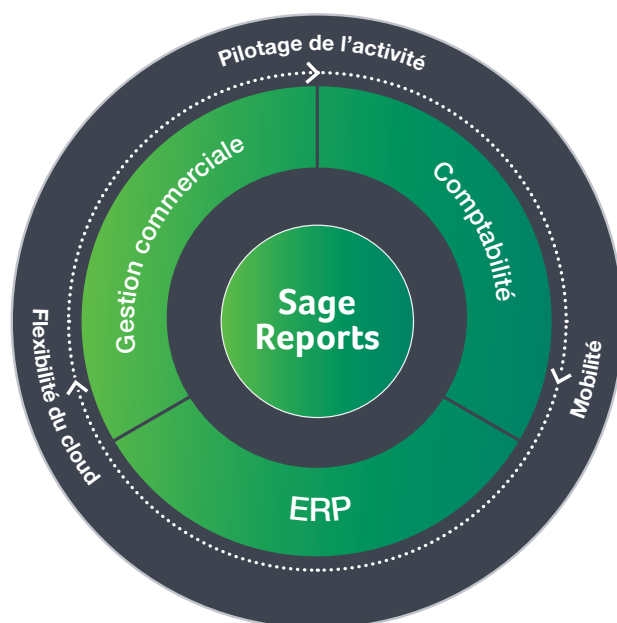 Pilotage de l’activité
Gestion commerciale
Comptabilité
Sage
Reports
Flexibilité du cloud
Mobilité
ERP